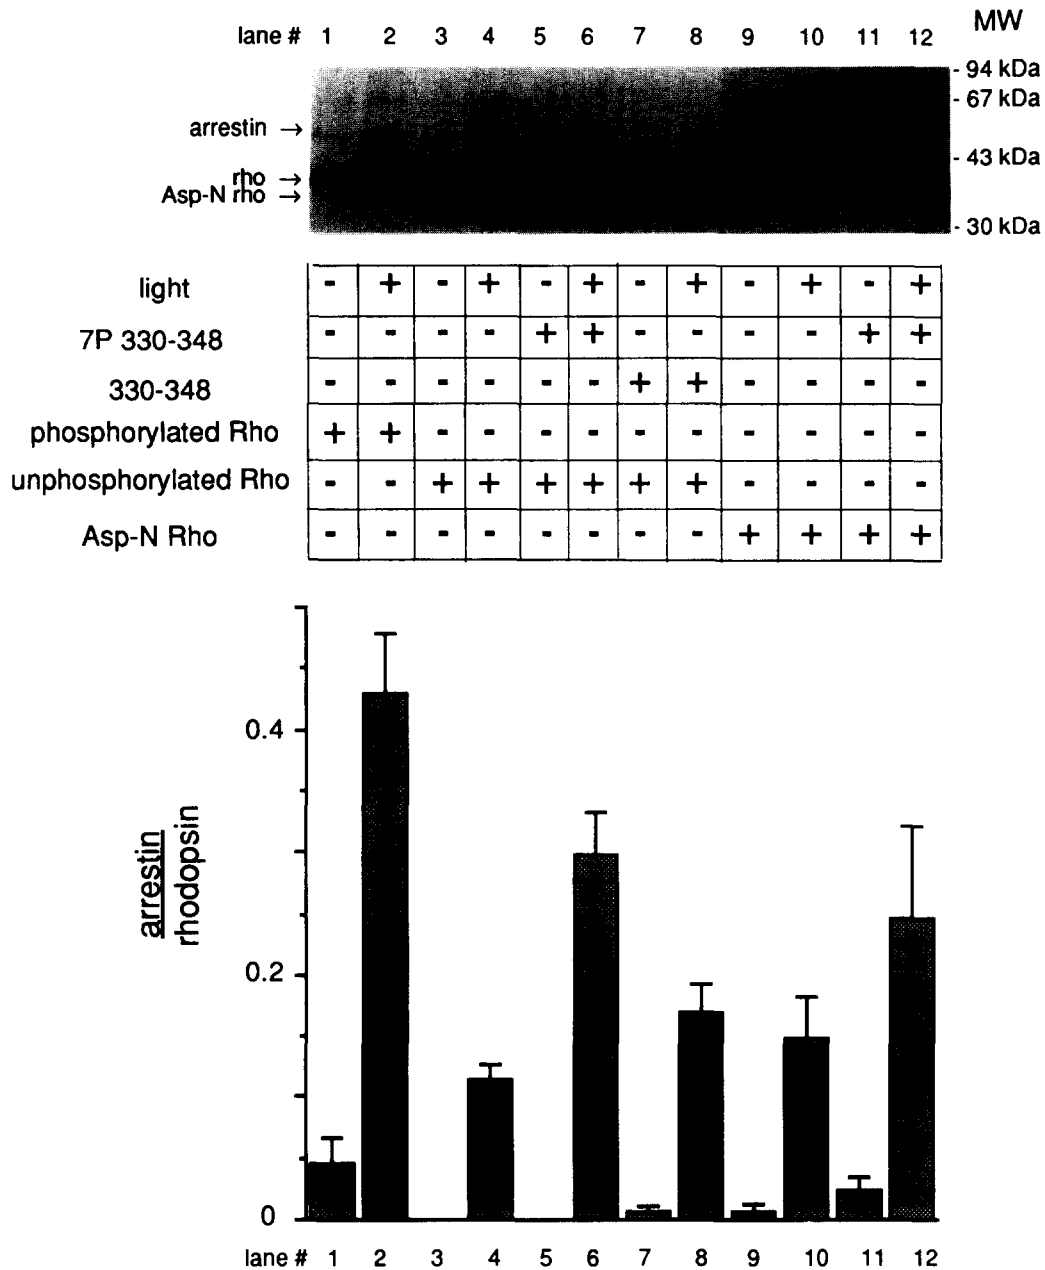 MW
lane # 1 2 3 4 5 6 7 8 9 10 11 12
- 94 kDa
- 67 kDa
arrestin →
- 43 kDa
rho →
Asp-N rho →
- 30 kDa
light - + - + - + - + - + - +
7P 330-348 - - - - + + - - - - + +
330-348 - - - - - - + + - - - -
phosphorylated Rho + + - - - - - - - - - -
unphosphorylated Rho - - + + + + + + - - - -
Asp-N Rho - - - - - - - - + + + +
0.4
arrestin
rhodopsin
0.2
0
lane # 1 2 3 4 5 6 7 8 9 10 11 12